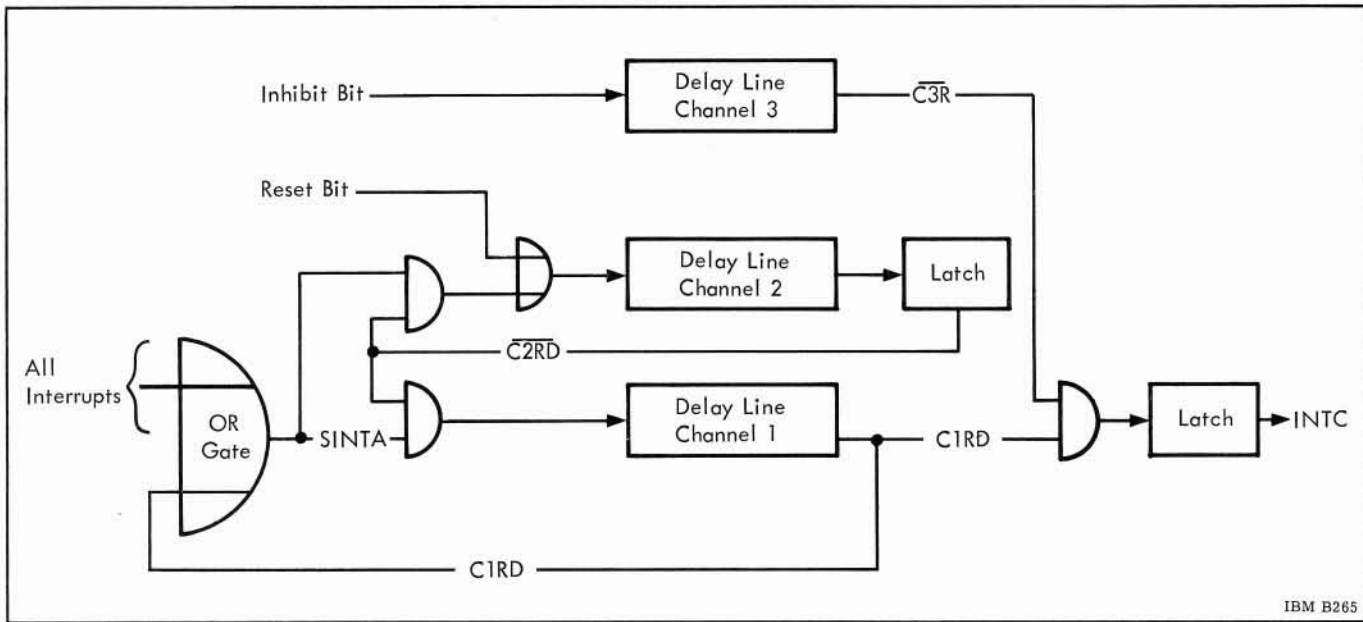 Inhibit Bit
Delay Line
Channel 3
C3R
Reset Bit
Delay Line
Channel 2
Latch
C2RD
All
Interrupts
OR
Gate
SINTA
Delay Line
Channel 1
C1RD
Latch
INTC
C1RD
IBM B265